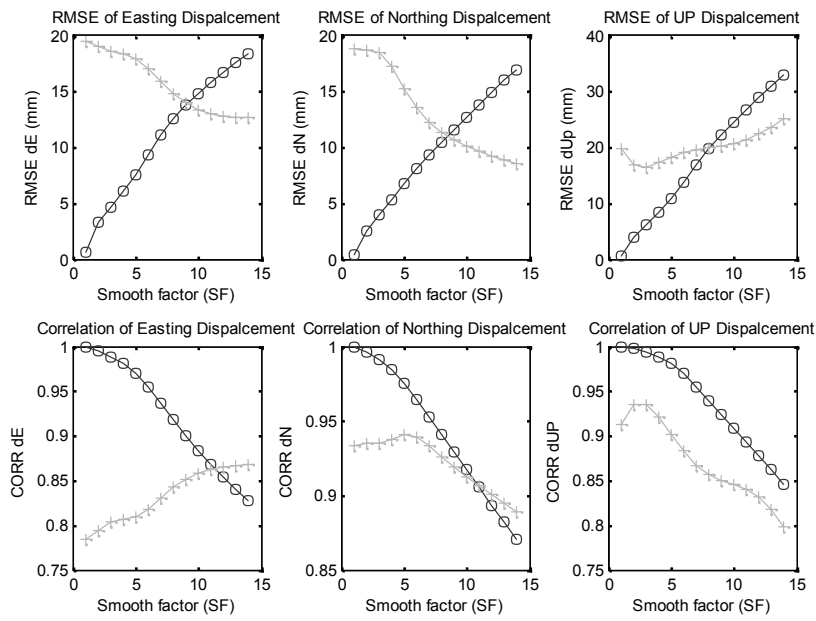 RMSE of Easting Dispalcement
20
15
10
5
0
0 5 10 15
RMSE dE (mm)
Smooth factor (SF)
RMSE of Northing Dispalcement
20
15
10
5
0
0 5 10 15
RMSE dN (mm)
Smooth factor (SF)
RMSE of UP Dispalcement
40
30
20
10
0
0 5 10 15
RMSE dUp (mm)
Smooth factor (SF)
Correlation of Easting Dispalcement
1
0.95
0.9
0.85
0.8
0.75
0 5 10 15
CORR dE
Smooth factor (SF)
Correlation of Northing Dispalcement
1
0.95
0.9
0.85
0 5 10 15
CORR dN
Smooth factor (SF)
Correlation of UP Dispalcement
1
0.95
0.9
0.85
0.8
0.75
0 5 10 15
CORR dUP
Smooth factor (SF)